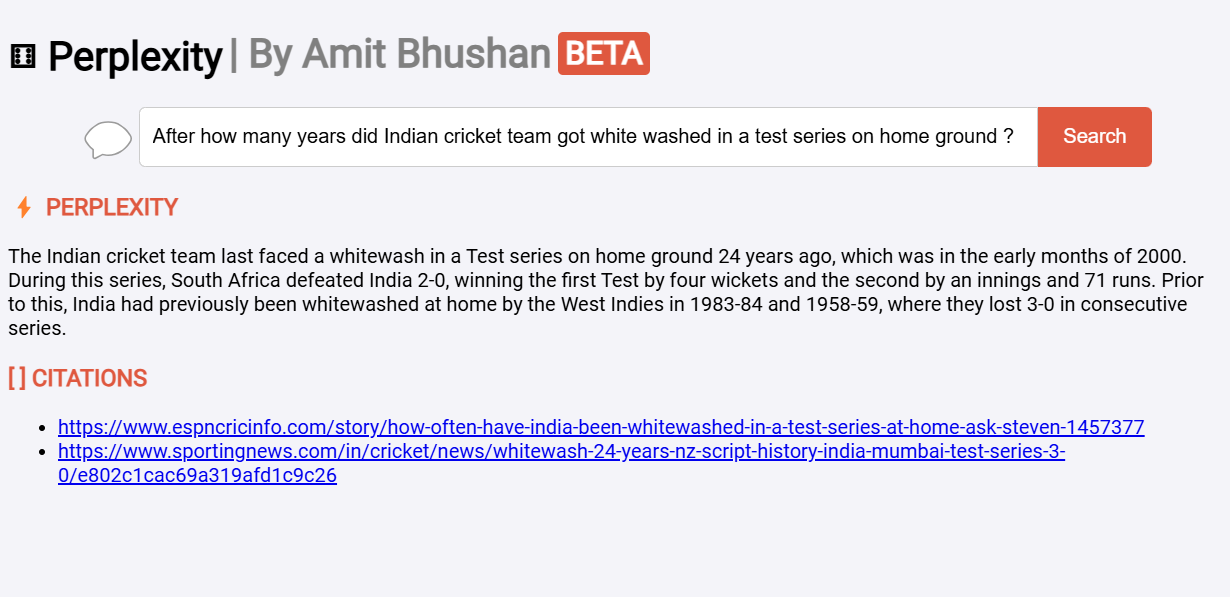 Perplexity | By Amit Bhushan BETA
After how many years did Indian cricket team got white washed in a test series on home ground ? Search
PERPLEXITY
The Indian cricket team last faced a whitewash in a Test series on home ground 24 years ago, which was in the early months of 2000.
During this series, South Africa defeated India 2-0, winning the first Test by four wickets and the second by an innings and 71 runs. Prior
to this, India had previously been whitewashed at home by the West Indies in 1983-84 and 1958-59, where they lost 3-0 in consecutive
series.
[ ] CITATIONS
• https://www.espncricinfo.com/story/how-often-have-india-been-whitewashed-in-a-test-series-at-home-ask-steven-1457377
• https://www.sportingnews.com/in/cricket/news/whitewash-24-years-nz-script-history-india-mumbai-test-series-3-
0/e802c1cac69a319afd1c9c26